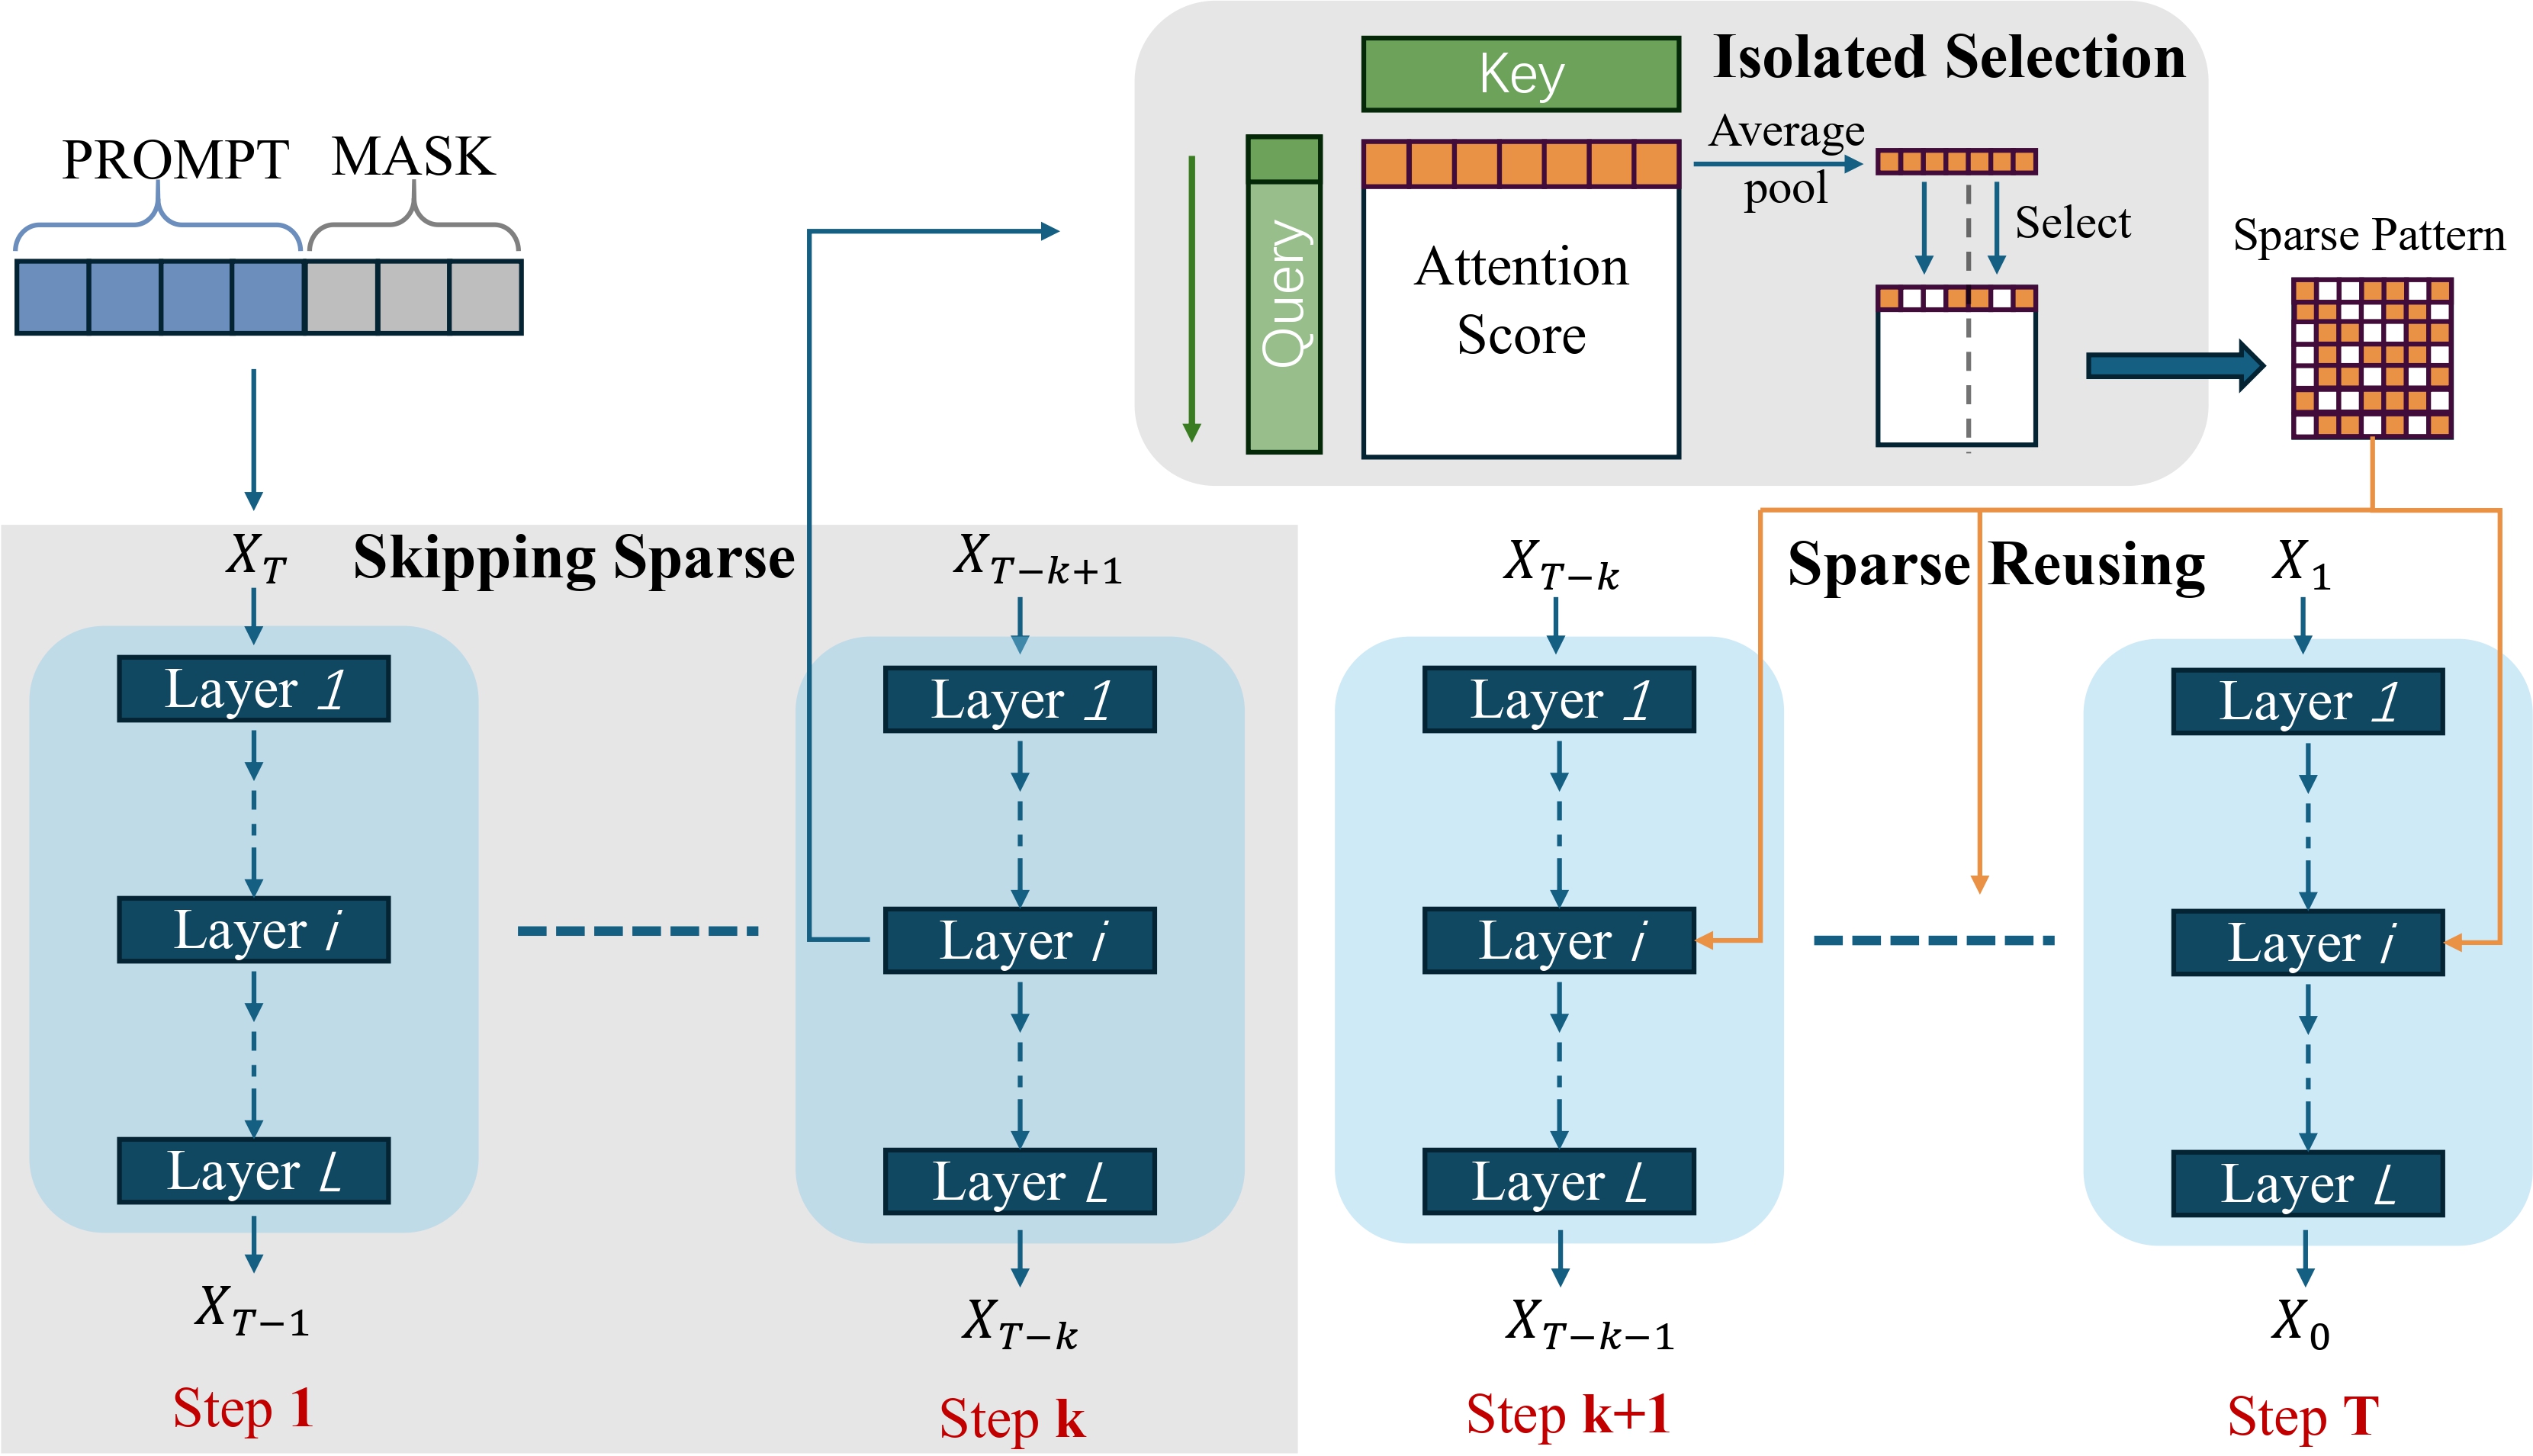 PROMPT MASK
Key
Isolated Selection
Average
pool
Query
Attention
Score
Select
Sparse Pattern
X_T
Skipping Sparse
X_{T-k+1}
X_{T-k}
Sparse Reusing
X_1
Layer 1
Layer i
Layer L
X_{T-1}
Step 1
Layer 1
Layer i
Layer L
X_{T-k}
Step k
Layer 1
Layer i
Layer L
X_{T-k-1}
Step k+1
Layer 1
Layer i
Layer L
X_0
Step T